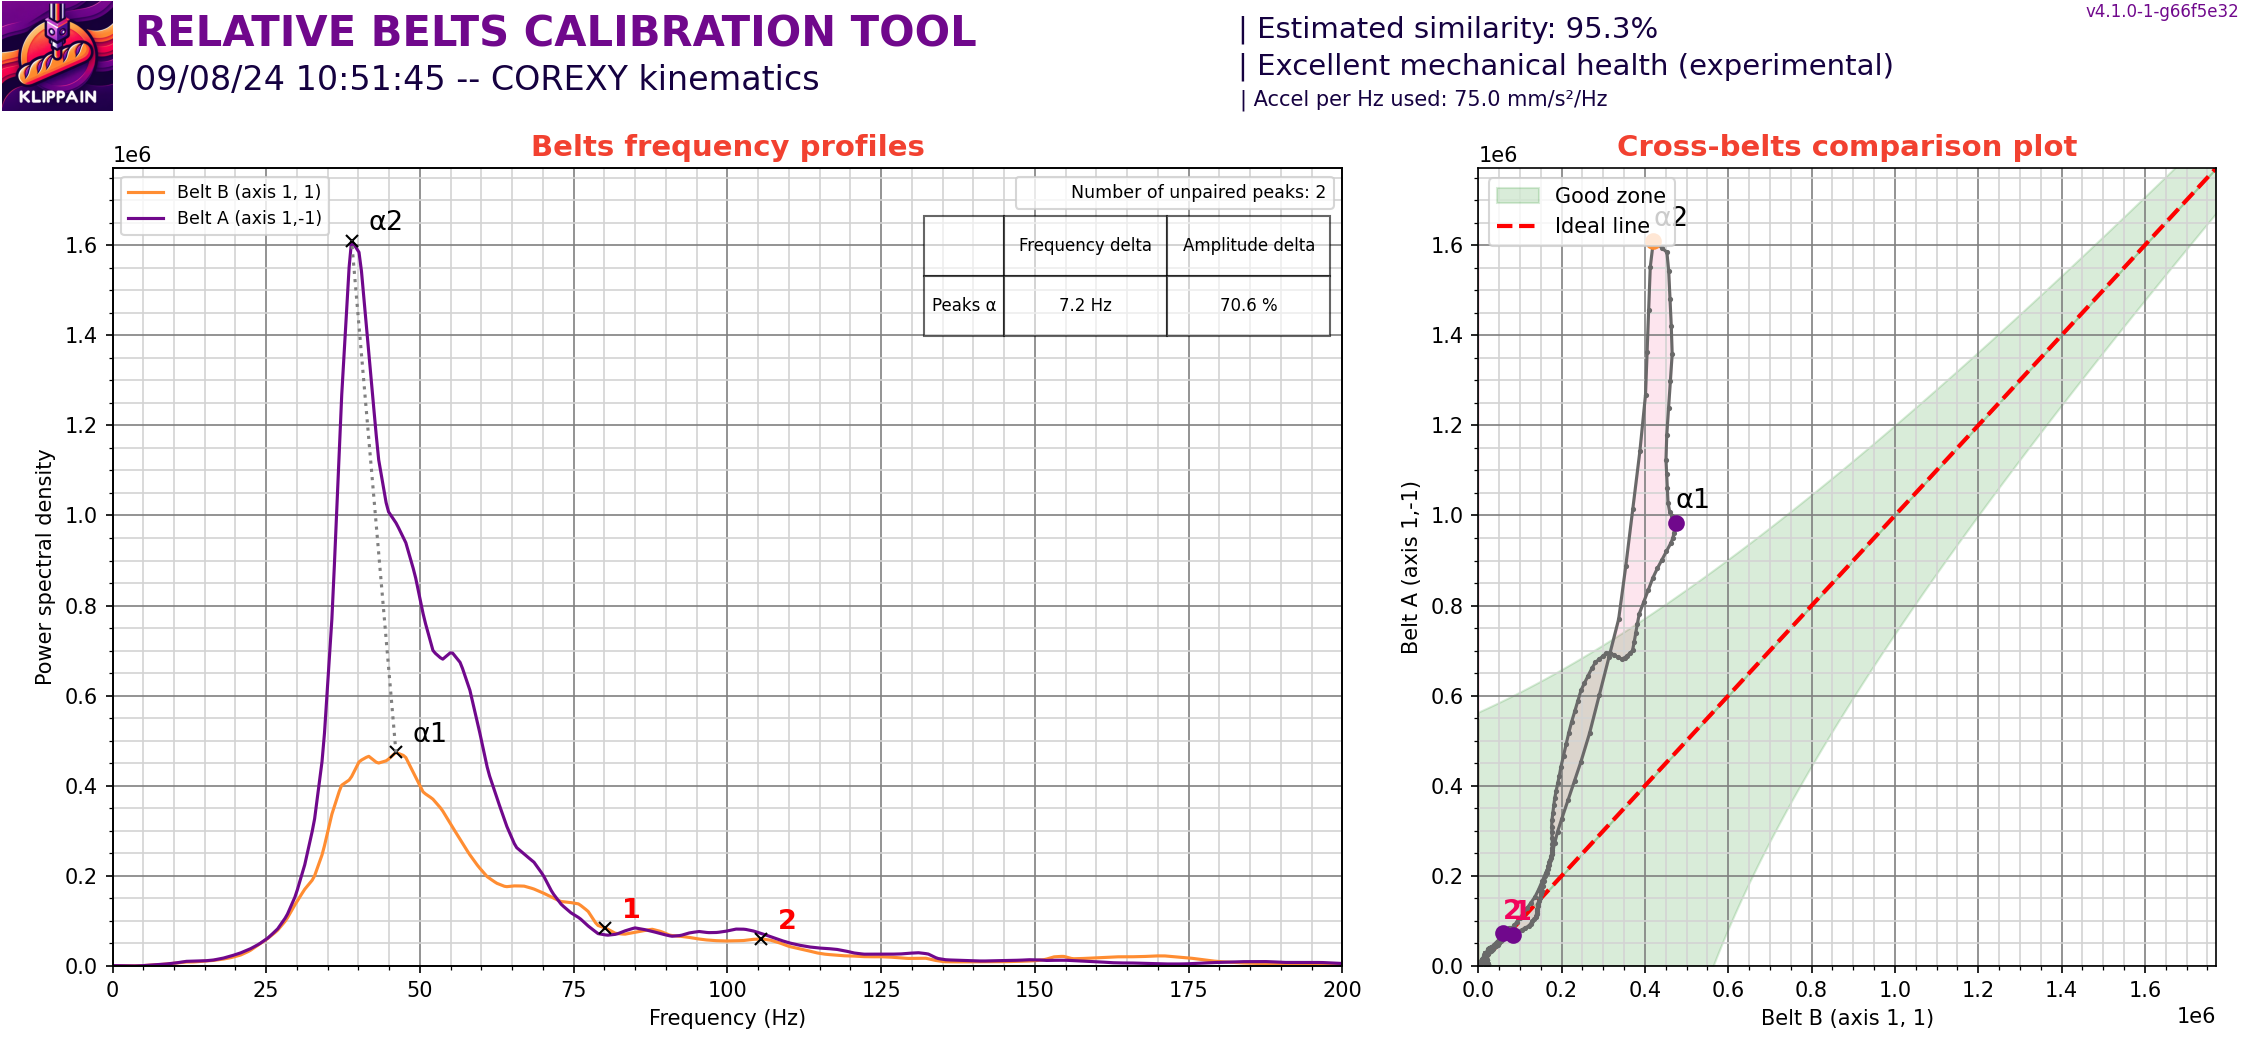 KLIPPAIN
RELATIVE BELTS CALIBRATION TOOL
09/08/24 10:51:45 -- COREXY kinematics
| Estimated similarity: 95.3%
| Excellent mechanical health (experimental)
| Accel per Hz used: 75.0 mm/s²/Hz
v4.1.0-1-g66f5e32
Belts frequency profiles
1e6
Belt B (axis 1, 1)
Belt A (axis 1,-1)
α2
α1
1
2
Number of unpaired peaks: 2
Frequency delta Amplitude delta
Peaks α 7.2 Hz 70.6 %
Power spectral density
1.6
1.4
1.2
1.0
0.8
0.6
0.4
0.2
0.0
0 25 50 75 100 125 150 175 200
Frequency (Hz)
Cross-belts comparison plot
1e6
Good zone
Ideal line
α2
α1
2
1
Belt A (axis 1,-1)
1.6
1.4
1.2
1.0
0.8
0.6
0.4
0.2
0.0
0.0 0.2 0.4 0.6 0.8 1.0 1.2 1.4 1.6
Belt B (axis 1, 1)
1e6